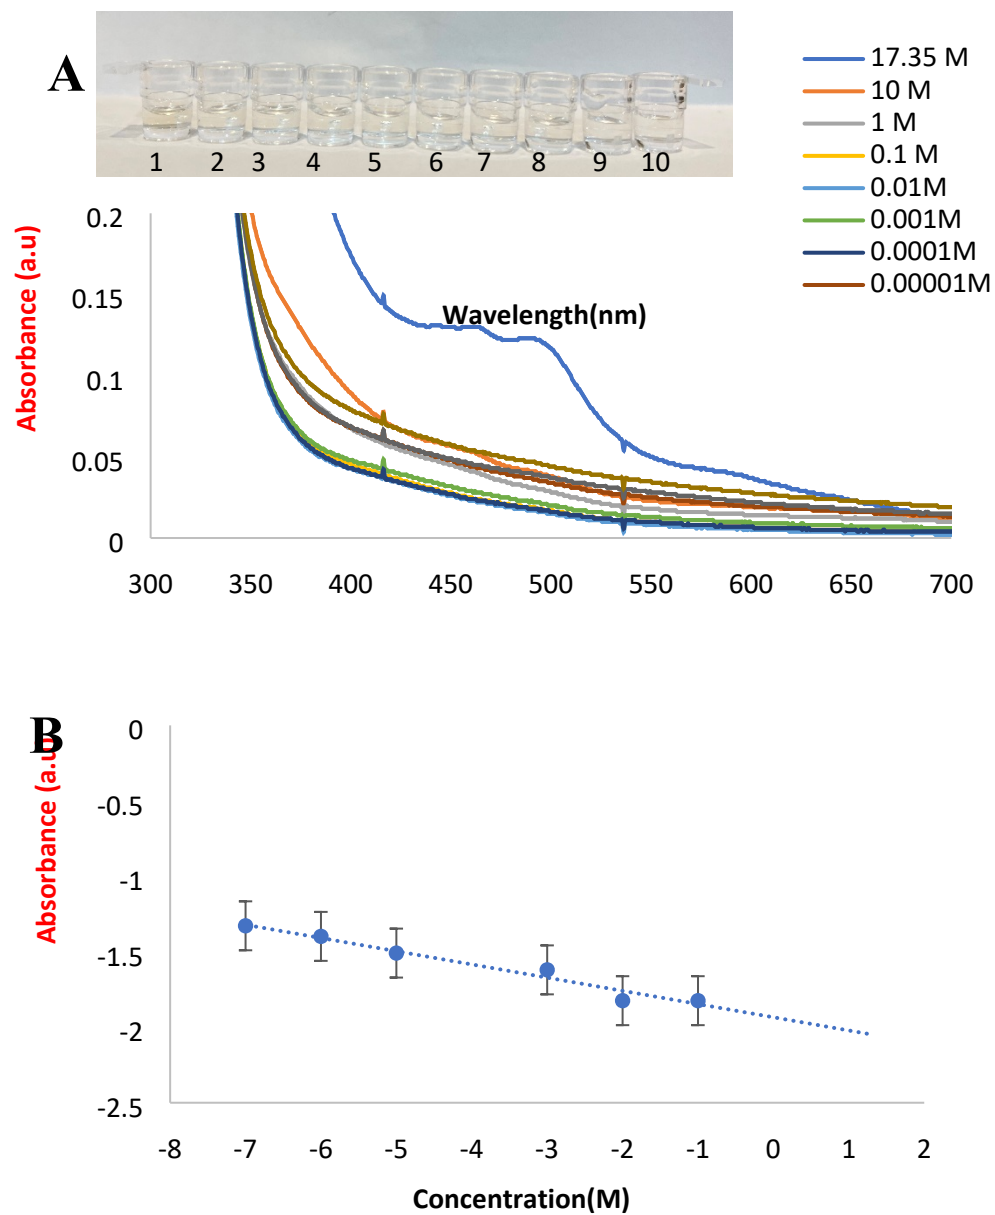 A
1 2 3 4 5 6 7 8 9 10
17.35 M
10 M
1 M
0.1 M
0.01M
0.001M
0.0001M
0.00001M
Absorbance (a.u)
0.2
0.15
0.1
0.05
0
Wavelength(nm)
300 350 400 450 500 550 600 650 700
B
Absorbance (a.u)
0
-0.5
-1
-1.5
-2
-2.5
-8 -7 -6 -5 -4 -3 -2 -1 0 1 2
Concentration(M)